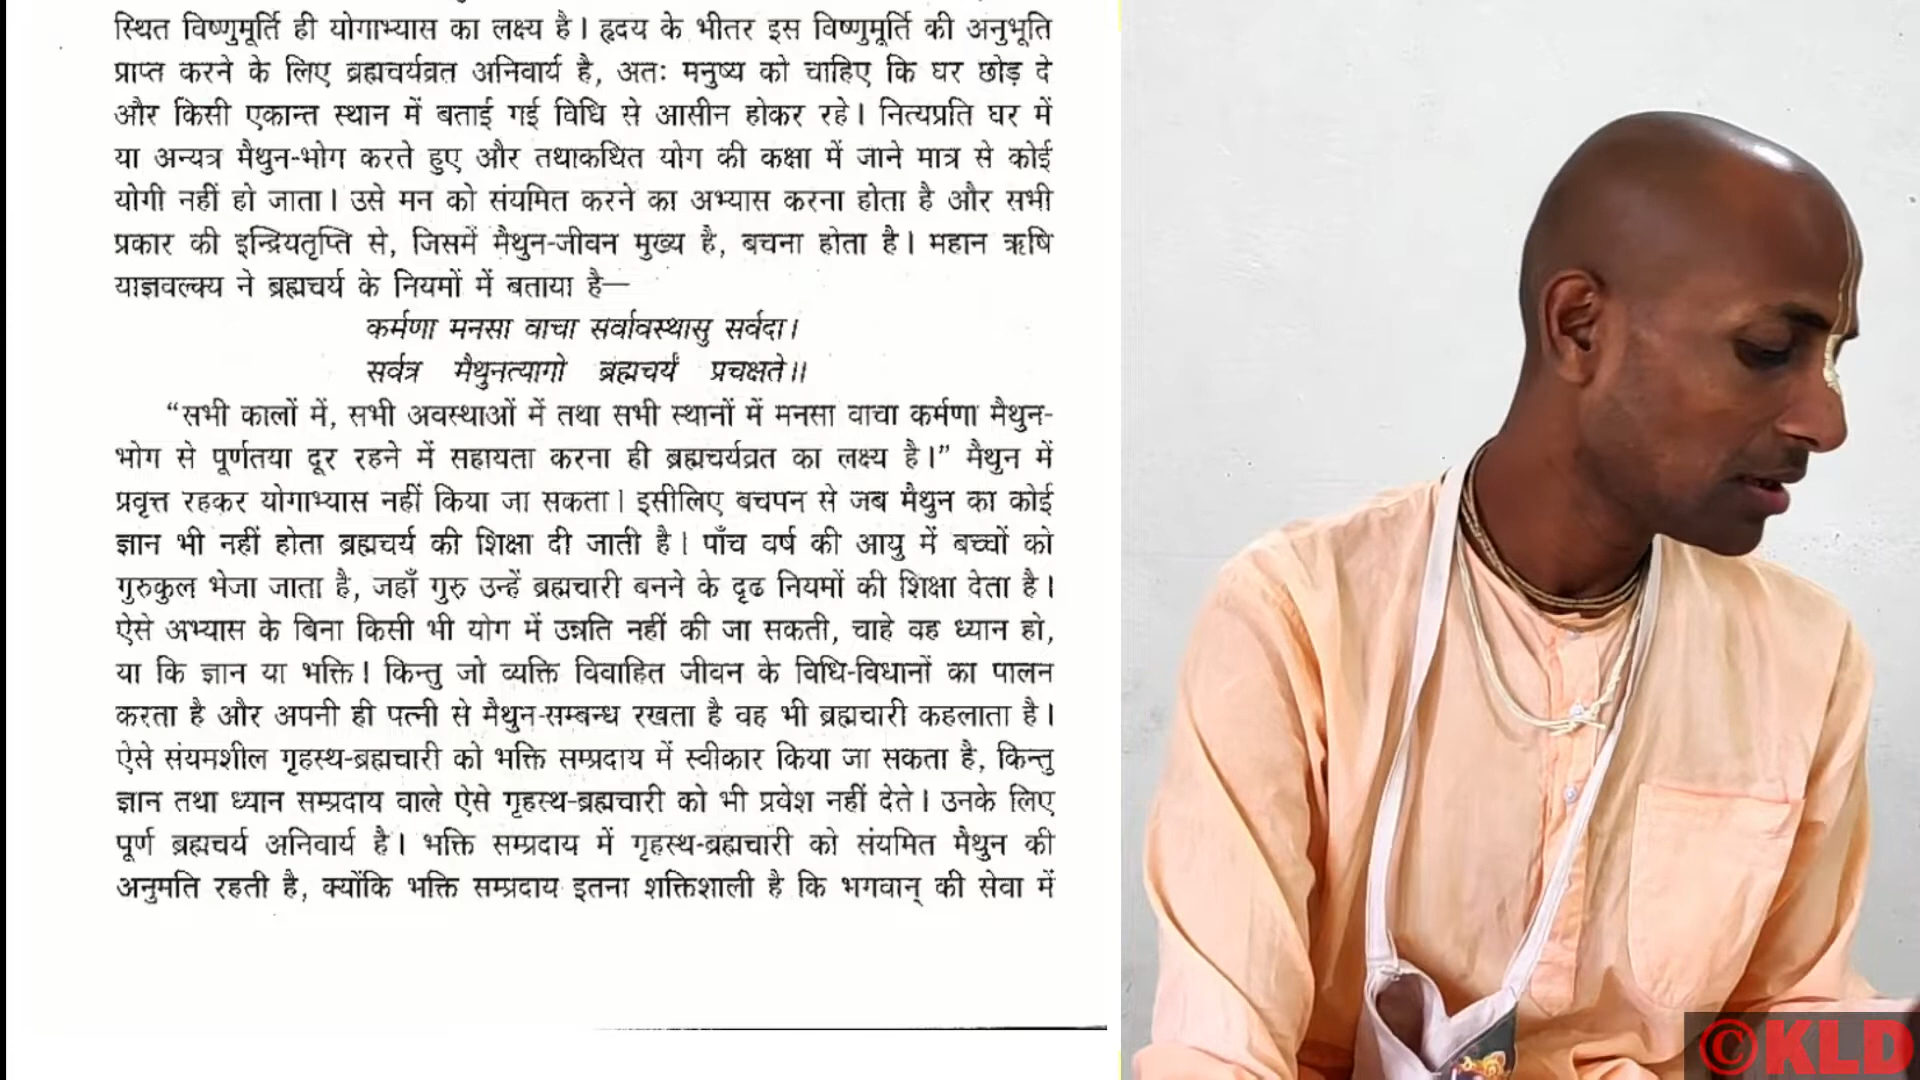 स्थित विष्णुमूर्ति ही योगाभ्यास का लक्ष्य है। हृदय के भीतर इस विष्णुमूर्ति की अनुभूति
प्राप्त करने के लिए ब्रह्मचर्यव्रत अनिवार्य है, अतः मनुष्य को चाहिए कि घर छोड़ दे
और किसी एकान्त स्थान में बताई गई विधि से आसीन होकर रहे। नित्यप्रति घर में
या अन्यत्र मैथुन-भोग करते हुए और तथाकथित योग की कक्षा में जाने मात्र से कोई
योगी नहीं हो जाता। उसे मन को संयमित करने का अभ्यास करना होता है और सभी
प्रकार की इन्द्रियतृप्ति से, जिसमें मैथुन-जीवन मुख्य है, बचना होता है। महान ऋषि
याज्ञवल्क्य ने ब्रह्मचर्य के नियमों में बताया है—
कर्मणा मनसा वाचा सर्वावस्थासु सर्वदा।
सर्वत्र मैथुनत्यागो ब्रह्मचर्यं प्रचक्षते॥
“सभी कालों में, सभी अवस्थाओं में तथा सभी स्थानों में मनसा वाचा कर्मणा मैथुन-
भोग से पूर्णतया दूर रहने में सहायता करना ही ब्रह्मचर्यव्रत का लक्ष्य है।” मैथुन में
प्रवृत्त रहकर योगाभ्यास नहीं किया जा सकता। इसीलिए बचपन से जब मैथुन का कोई
ज्ञान भी नहीं होता ब्रह्मचर्य की शिक्षा दी जाती है। पाँच वर्ष की आयु में बच्चों को
गुरुकुल भेजा जाता है, जहाँ गुरु उन्हें ब्रह्मचारी बनने के दृढ नियमों की शिक्षा देता है।
ऐसे अभ्यास के बिना किसी भी योग में उन्नति नहीं की जा सकती, चाहे वह ध्यान हो,
या कि ज्ञान या भक्ति। किन्तु जो व्यक्ति विवाहित जीवन के विधि-विधानों का पालन
करता है और अपनी ही पत्नी से मैथुन-सम्बन्ध रखता है वह भी ब्रह्मचारी कहलाता है।
ऐसे संयमशील गृहस्थ-ब्रह्मचारी को भक्ति सम्प्रदाय में स्वीकार किया जा सकता है, किन्तु
ज्ञान तथा ध्यान सम्प्रदाय वाले ऐसे गृहस्थ-ब्रह्मचारी को भी प्रवेश नहीं देते। उनके लिए
पूर्ण ब्रह्मचर्य अनिवार्य है। भक्ति सम्प्रदाय में गृहस्थ-ब्रह्मचारी को संयमित मैथुन की
अनुमति रहती है, क्योंकि भक्ति सम्प्रदाय इतना शक्तिशाली है कि भगवान् की सेवा में
©KLD